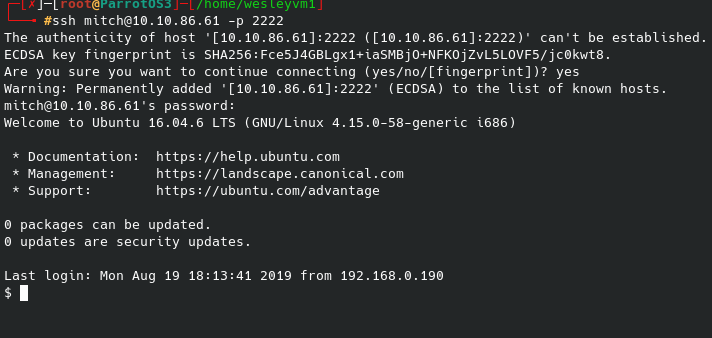 [✗]─[root@ParrotOS3]─[/home/wesleyvm1]
#ssh mitch@10.10.86.61 -p 2222
The authenticity of host '[10.10.86.61]:2222 ([10.10.86.61]:2222)' can't be established.
ECDSA key fingerprint is SHA256:Fce5J4GBLgx1+iaSMBjO+NFKOjZvL5LOVF5/jc0kwt8.
Are you sure you want to continue connecting (yes/no/[fingerprint])? yes
Warning: Permanently added '[10.10.86.61]:2222' (ECDSA) to the list of known hosts.
mitch@10.10.86.61's password:
Welcome to Ubuntu 16.04.6 LTS (GNU/Linux 4.15.0-58-generic i686)
* Documentation:  https://help.ubuntu.com
* Management:     https://landscape.canonical.com
* Support:        https://ubuntu.com/advantage
0 packages can be updated.
0 updates are security updates.
Last login: Mon Aug 19 18:13:41 2019 from 192.168.0.190
$